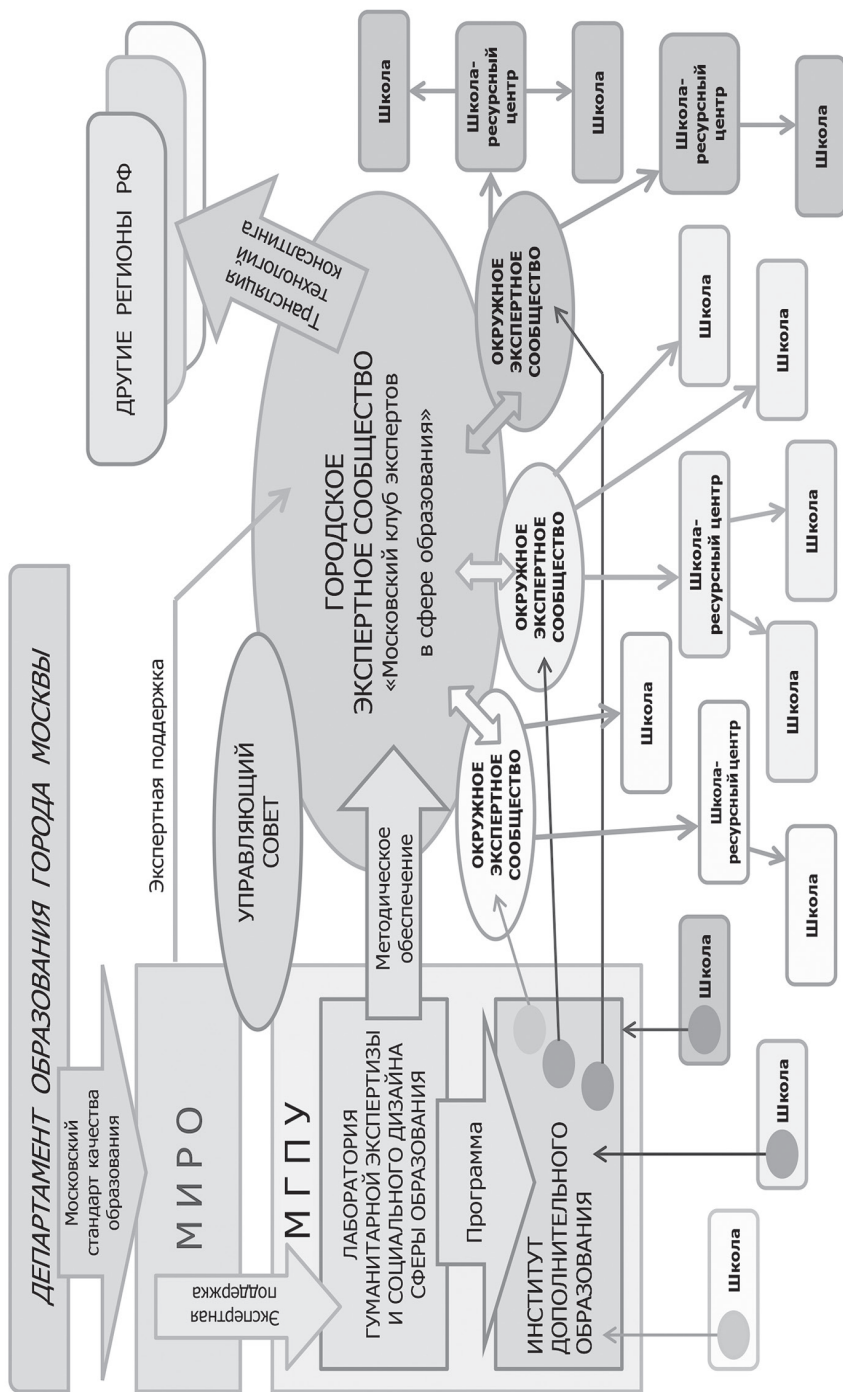 ДЕПАРТАМЕНТ ОБРАЗОВАНИЯ ГОРОДА МОСКВЫ
Московский
стандарт качества
образования
МИРО
Экспертная
поддержка
Экспертная поддержка
УПРАВЛЯЮЩИЙ
СОВЕТ
МГПУ
ЛАБОРАТОРИЯ
ГУМАНИТАРНОЙ ЭКСПЕРТИЗЫ
И СОЦИАЛЬНОГО ДИЗАЙНА
СФЕРЫ ОБРАЗОВАНИЯ
Методическое
обеспечение
Программа
ИНСТИТУТ
ДОПОЛНИТЕЛЬНОГО
ОБРАЗОВАНИЯ
ГОРОДСКОЕ
ЭКСПЕРТНОЕ СООБЩЕСТВО
«Московский клуб экспертов
в сфере образования»
Трансляция
технологий
консалтинга
ДРУГИЕ РЕГИОНЫ РФ
ОКРУЖНОЕ
ЭКСПЕРТНОЕ
СООБЩЕСТВО
ОКРУЖНОЕ
ЭКСПЕРТНОЕ
СООБЩЕСТВО
ОКРУЖНОЕ
ЭКСПЕРТНОЕ
СООБЩЕСТВО
Школа
Школа-
ресурсный
центр
Школа
Школа-
ресурсный
центр
Школа
Школа
Школа
Школа-
ресурсный центр
Школа
Школа
Школа
Школа-
ресурсный центр
Школа
Школа
Школа
Школа